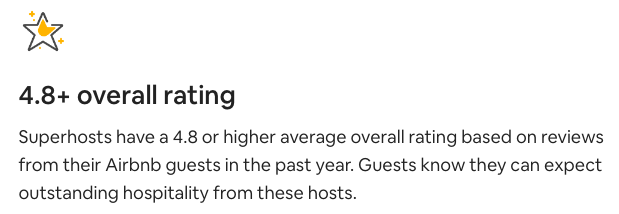 4.8+ overall rating
Superhosts have a 4.8 or higher average overall rating based on reviews
from their Airbnb guests in the past year. Guests know they can expect
outstanding hospitality from these hosts.